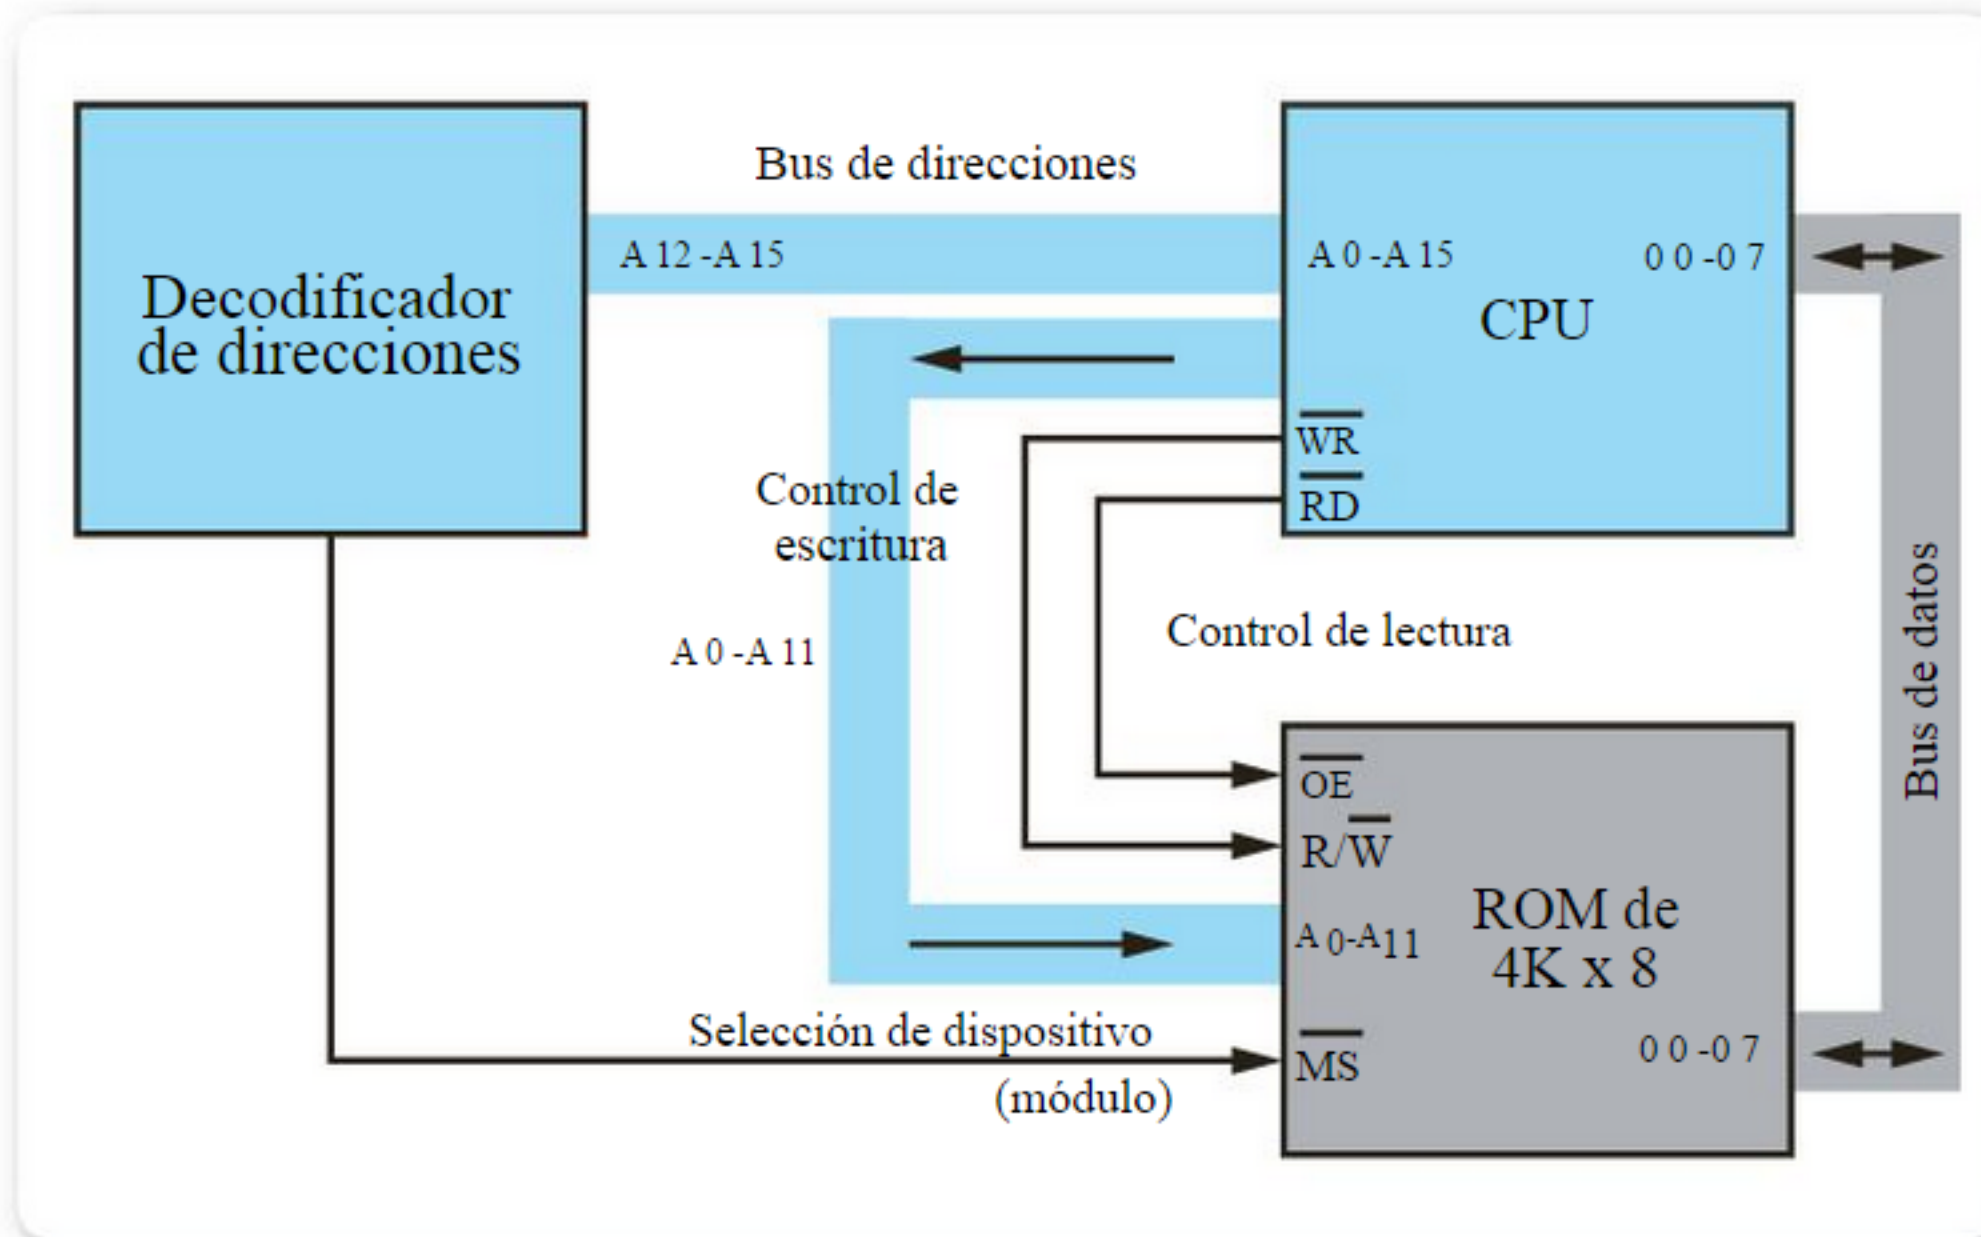 Bus de direcciones
Decodificador
de direcciones
A 12 -A 15
A 0 -A 15
0 0 -0 7
CPU
WR
RD
Control de
escritura
A 0 -A 11
Control de lectura
Bus de datos
OE
R/W
A 0-A11
ROM de
4K x 8
MS
0 0 -0 7
Selección de dispositivo
(módulo)